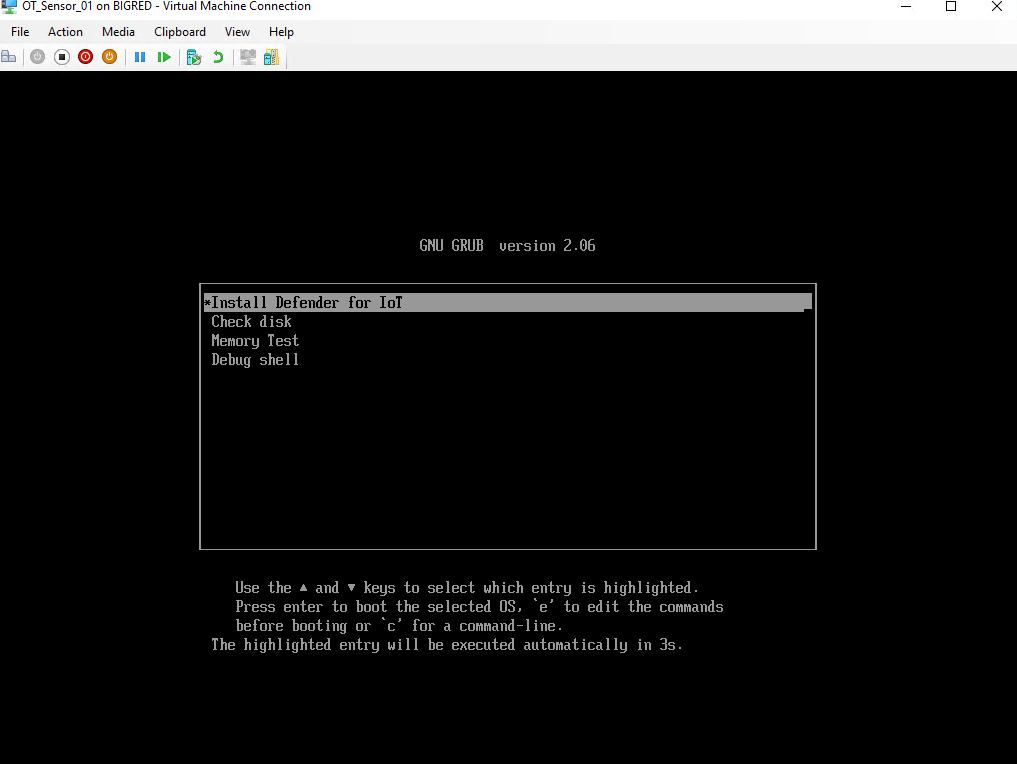 OT_Sensor_01 on BIGRED - Virtual Machine Connection
File Action Media Clipboard View Help
GNU GRUB version 2.06
*Install Defender for IoT
Check disk
Memory Test
Debug shell
Use the ▲ and ▼ keys to select which entry is highlighted.
Press enter to boot the selected OS, `e' to edit the commands
before booting or `c' for a command-line.
The highlighted entry will be executed automatically in 3s.